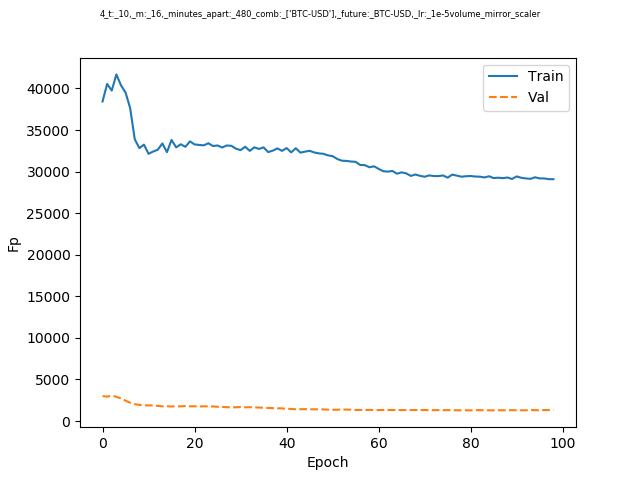 4_t:_10,_m:_16,_minutes_apart:_480_comb:_['BTC-USD'],_future:_BTC-USD,_lr:_1e-5volume_mirror_scaler
Train
Val
40000
35000
30000
25000
20000
15000
10000
5000
0
Fp
0 20 40 60 80 100
Epoch